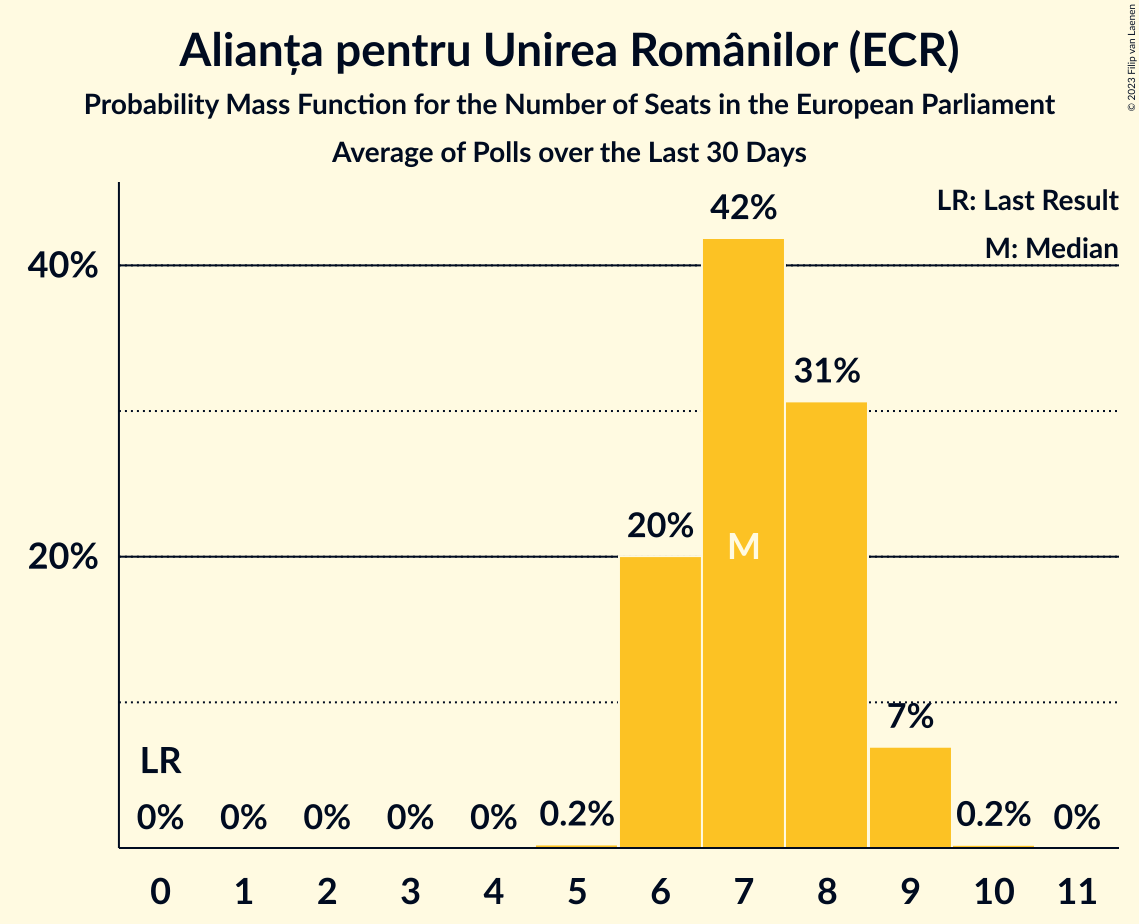 Alianța pentru Unirea Românilor (ECR)
Probability Mass Function for the Number of Seats in the European Parliament
Average of Polls over the Last 30 Days
© 2023 Filip van Laenen
LR: Last Result
M: Median
42%
40%
31%
20%
M
20%
7%
LR
0% 0% 0% 0% 0% 0.2% 0.2% 0%
0 1 2 3 4 5 6 7 8 9 10 11